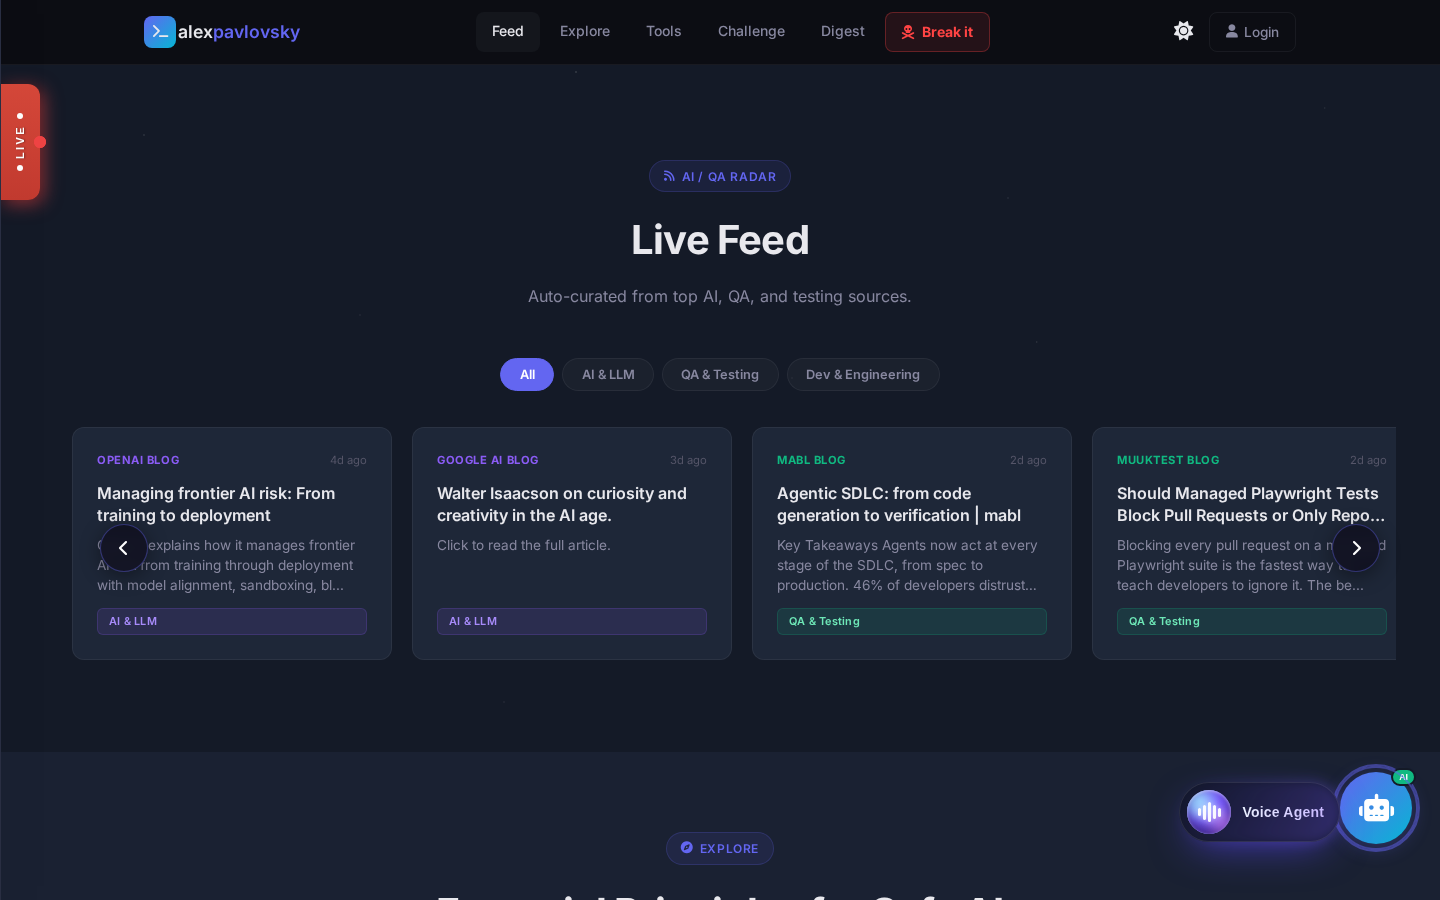 alexpavlovsky
Feed
Explore
Tools
Challenge
Digest
Break it
Login
LIVE
AI / QA RADAR
Live Feed
Auto-curated from top AI, QA, and testing sources.
All
AI & LLM
QA & Testing
Dev & Engineering
OPENAI BLOG
4d ago
Managing frontier AI risk: From
training to deployment
explains how it manages frontier
from training through deployment
with model alignment, sandboxing, bl...
AI & LLM
GOOGLE AI BLOG
3d ago
Walter Isaacson on curiosity and
creativity in the AI age.
Click to read the full article.
AI & LLM
MABL BLOG
2d ago
Agentic SDLC: from code
generation to verification | mabl
Key Takeaways Agents now act at every
stage of the SDLC, from spec to
production. 46% of developers distrust...
QA & Testing
MUUKTEST BLOG
2d ago
Should Managed Playwright Tests
Block Pull Requests or Only Repo...
Blocking every pull request on a
Playwright suite is the fastest way
teach developers to ignore it. The be...
QA & Testing
AI
Voice Agent
EXPLORE